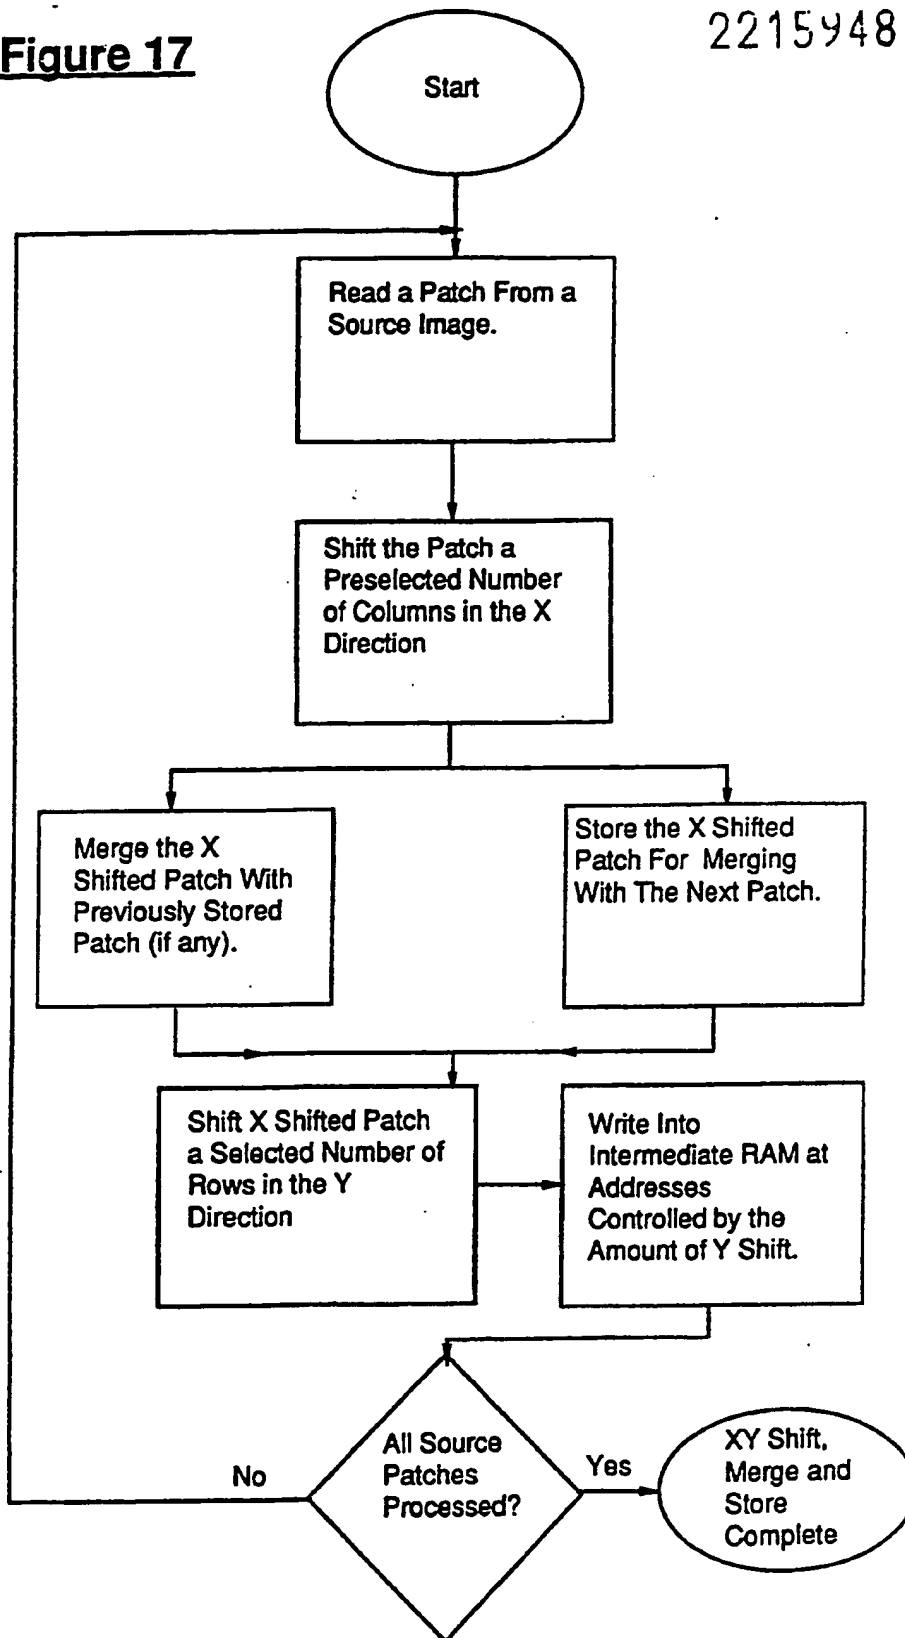 Figure 17
2215948
Start
Read a Patch From a
Source Image.
Shift the Patch a
Preselected Number
of Columns in the X
Direction
Merge the X
Shifted Patch With
Previously Stored
Patch (if any).
Store the X Shifted
Patch For Merging
With The Next Patch.
Shift X Shifted Patch
a Selected Number of
Rows in the Y
Direction
Write Into
Intermediate RAM at
Addresses
Controlled by the
Amount of Y Shift.
All Source
Patches
Processed?
No
Yes
XY Shift,
Merge and
Store
Complete